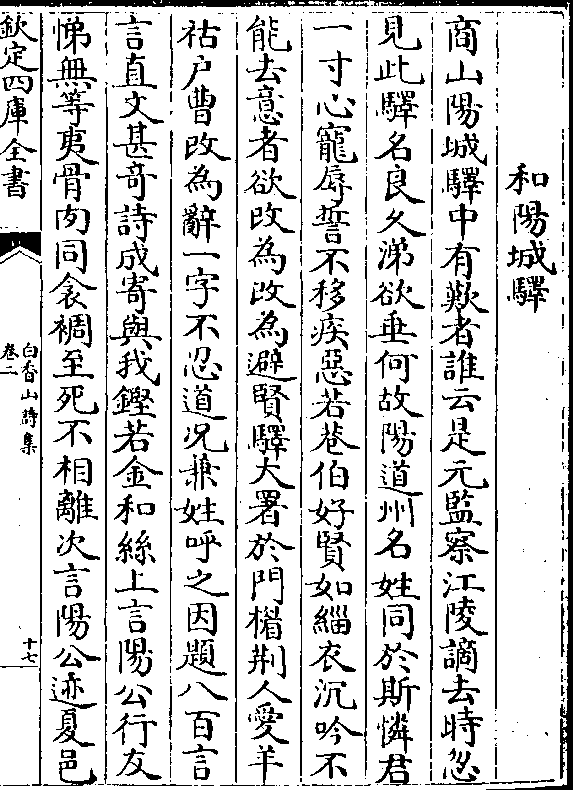 和陽城驛
商山陽城驛中有歎者誰云是元監察江陵謫去時忽
見此驛名良久涕欲垂何故陽道州名姓同於斯憐君
一寸心寵辱誓不移疾惡若巷伯好賢如緇衣沉吟不
能去意者欲改為改為避賢驛大署於門楣荆人愛羊
祜户曹改為辭一字不忍道况兼姓呼之因題八百言
言直文甚竒詩成寄與我鏗若金和絲上言陽公行友
悌無等夷骨肉同衾裯至死不相離次言陽公迹夏邑
欽定四庫全書
白香山詩集
卷二
十七